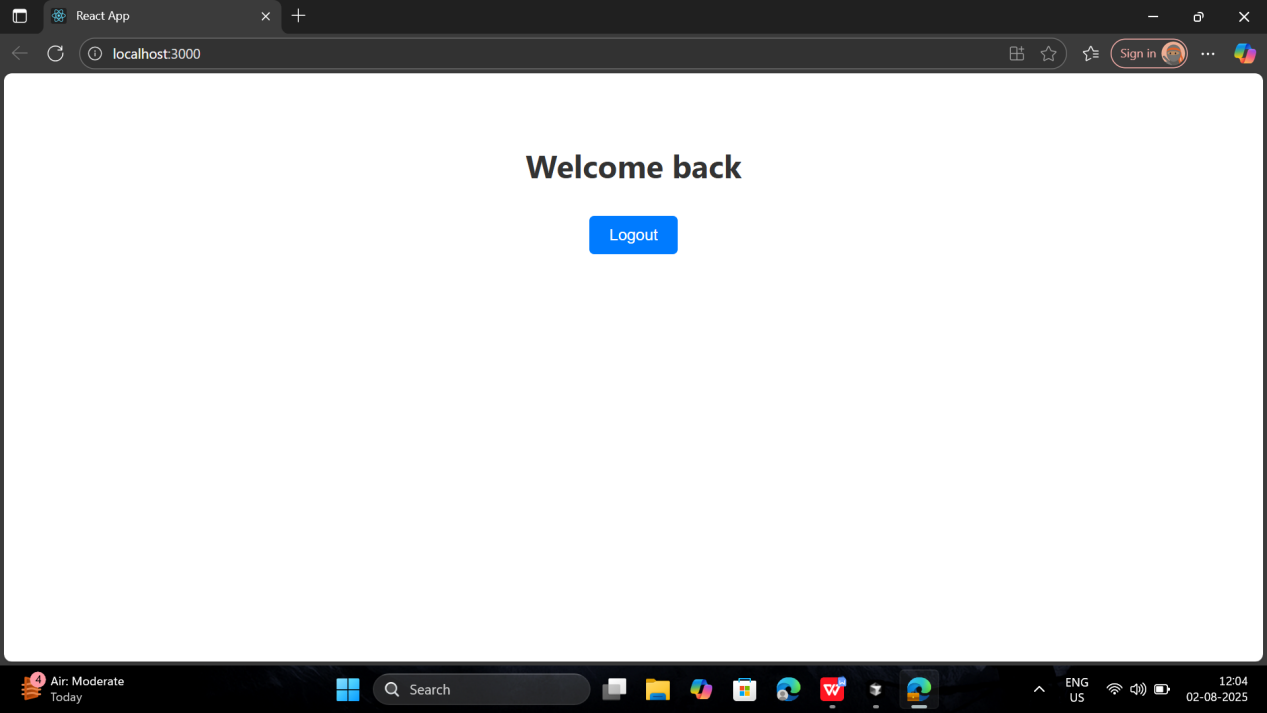 React App
localhost:3000
Sign in
Welcome back
Logout
4
Air: Moderate
Today
Search
W
ENG
US
12:04
02-08-2025